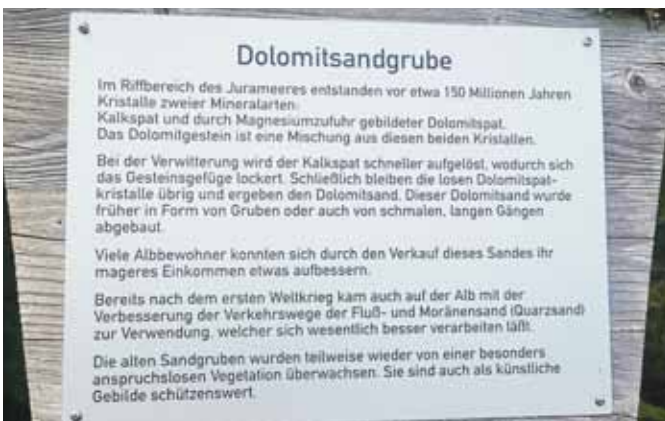 Dolomitsandgrube
Im Riffbereich des Jurameeres entstanden vor etwa 150 Millionen Jahren
Kristalle zweier Mineralarten:
Kalkspat und durch Magnesiumzufuhr gebildeter Dolomitspat.
Das Dolomitgestein ist eine Mischung aus diesen beiden Kristallen.
Bei der Verwitterung wird der Kalkspat schneller aufgelöst, wodurch sich
das Gesteinsgefüge lockert. Schließlich bleiben die losen Dolomitspat-
kristalle übrig und ergeben den Dolomitsand. Dieser Dolomitsand wurde
früher in Form von Gruben oder auch von schmalen, langen Gängen
abgebaut.
Viele Albbewohner konnten sich durch den Verkauf dieses Sandes ihr
mageres Einkommen etwas aufbessern.
Bereits nach dem ersten Weltkrieg kam auch auf der Alb mit der
Verbesserung der Verkehrswege der Fluß- und Moränensand (Quarzsand)
zur Verwendung, welcher sich wesentlich besser verarbeiten läßt.
Die alten Sandgruben wurden teilweise wieder von einer besonders
anspruchslosen Vegetation überwachsen. Sie sind auch als künstliche
Gebilde schützenswert.